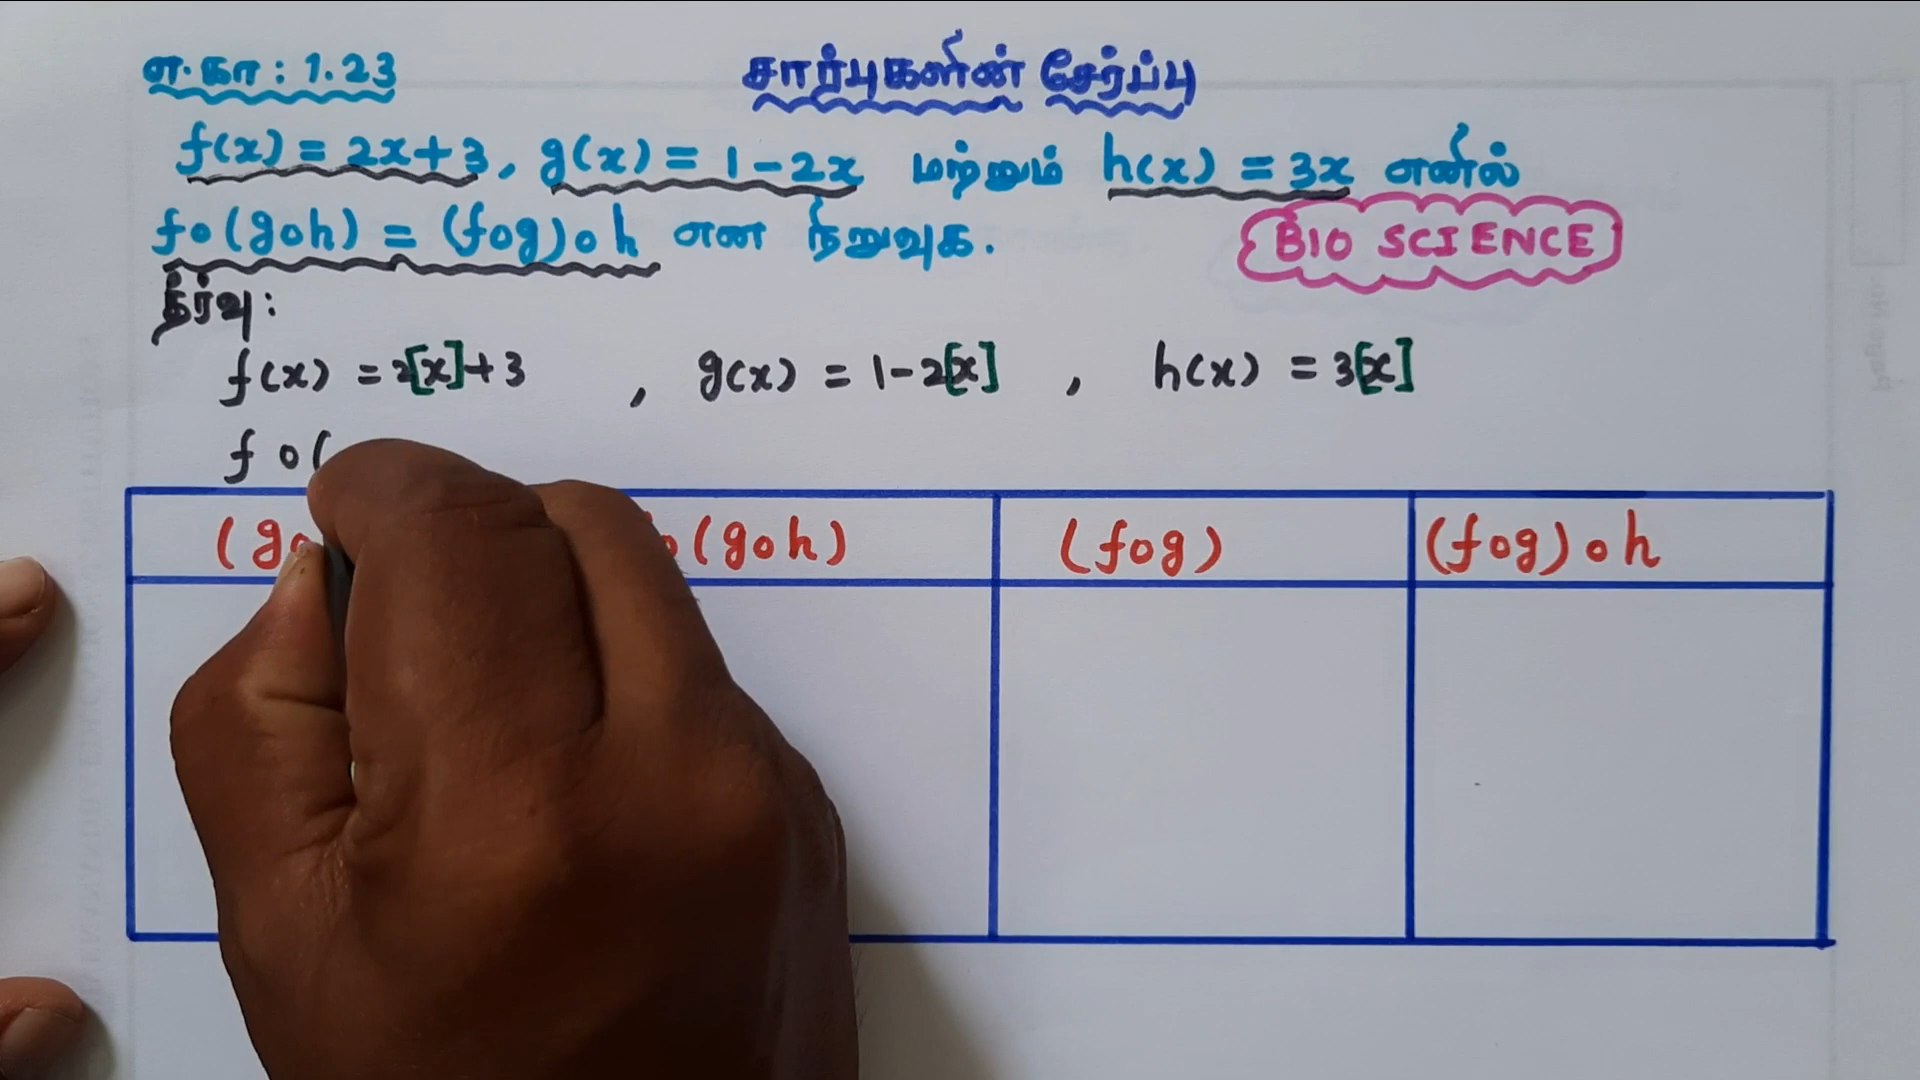 எ.கா : 1.23
சார்புகளின் சேர்ப்பு
f(x) = 2x+3, g(x) = 1-2x மற்றும் h(x) = 3x எனில்
fo(goh) = (fog)oh என நிறுவுக.
BIO SCIENCE
தீர்வு:
f(x) = 2[x]+3 , g(x) = 1-2[x] , h(x) = 3[x]
f o(
(go o(goh) (fog) (fog)oh